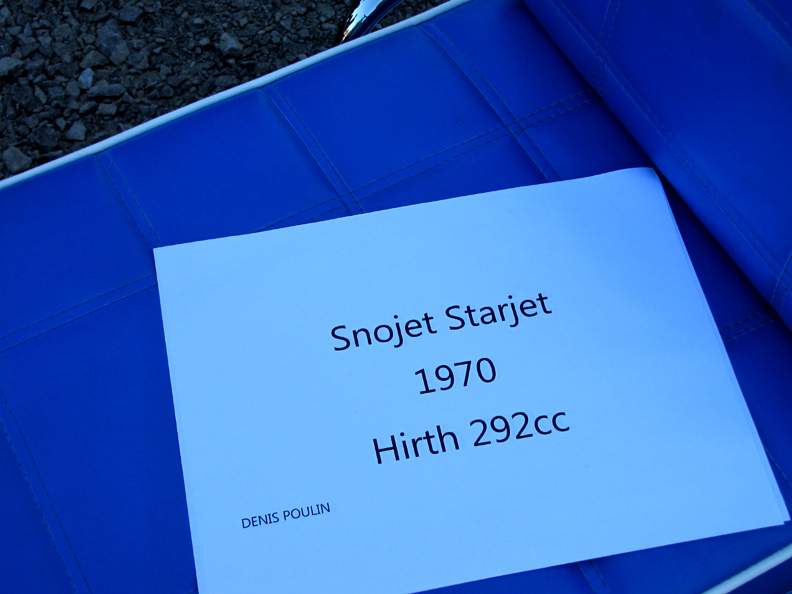 Snojet Starjet
1970
Hirth 292cc
DENIS POULIN